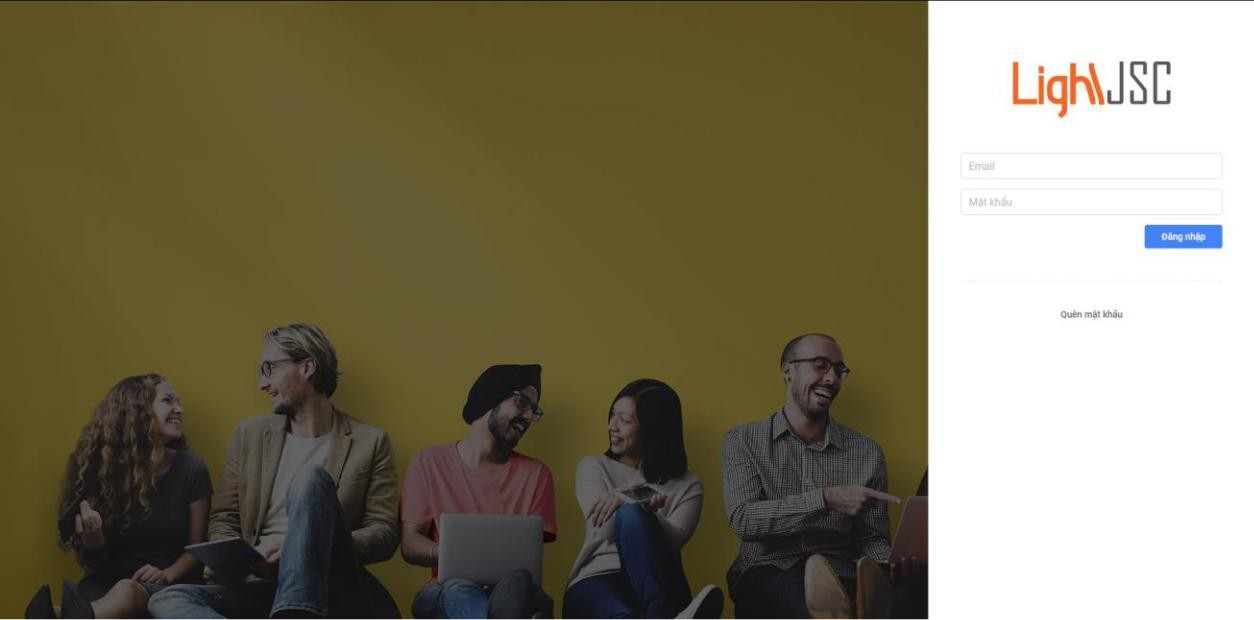 LighJSC
Email
Mật khẩu
Đăng nhập
Quên mật khẩu